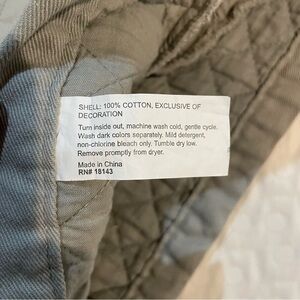 SHELL: 100% COTTON, EXCLUSIVE OF
DECORATION
Turn inside out, machine wash cold, gentle cycle.
Wash dark colors separately. Mild detergent,
non-chlorine bleach only. Tumble dry low.
Remove promptly from dryer.
Made in China
RN# 18143